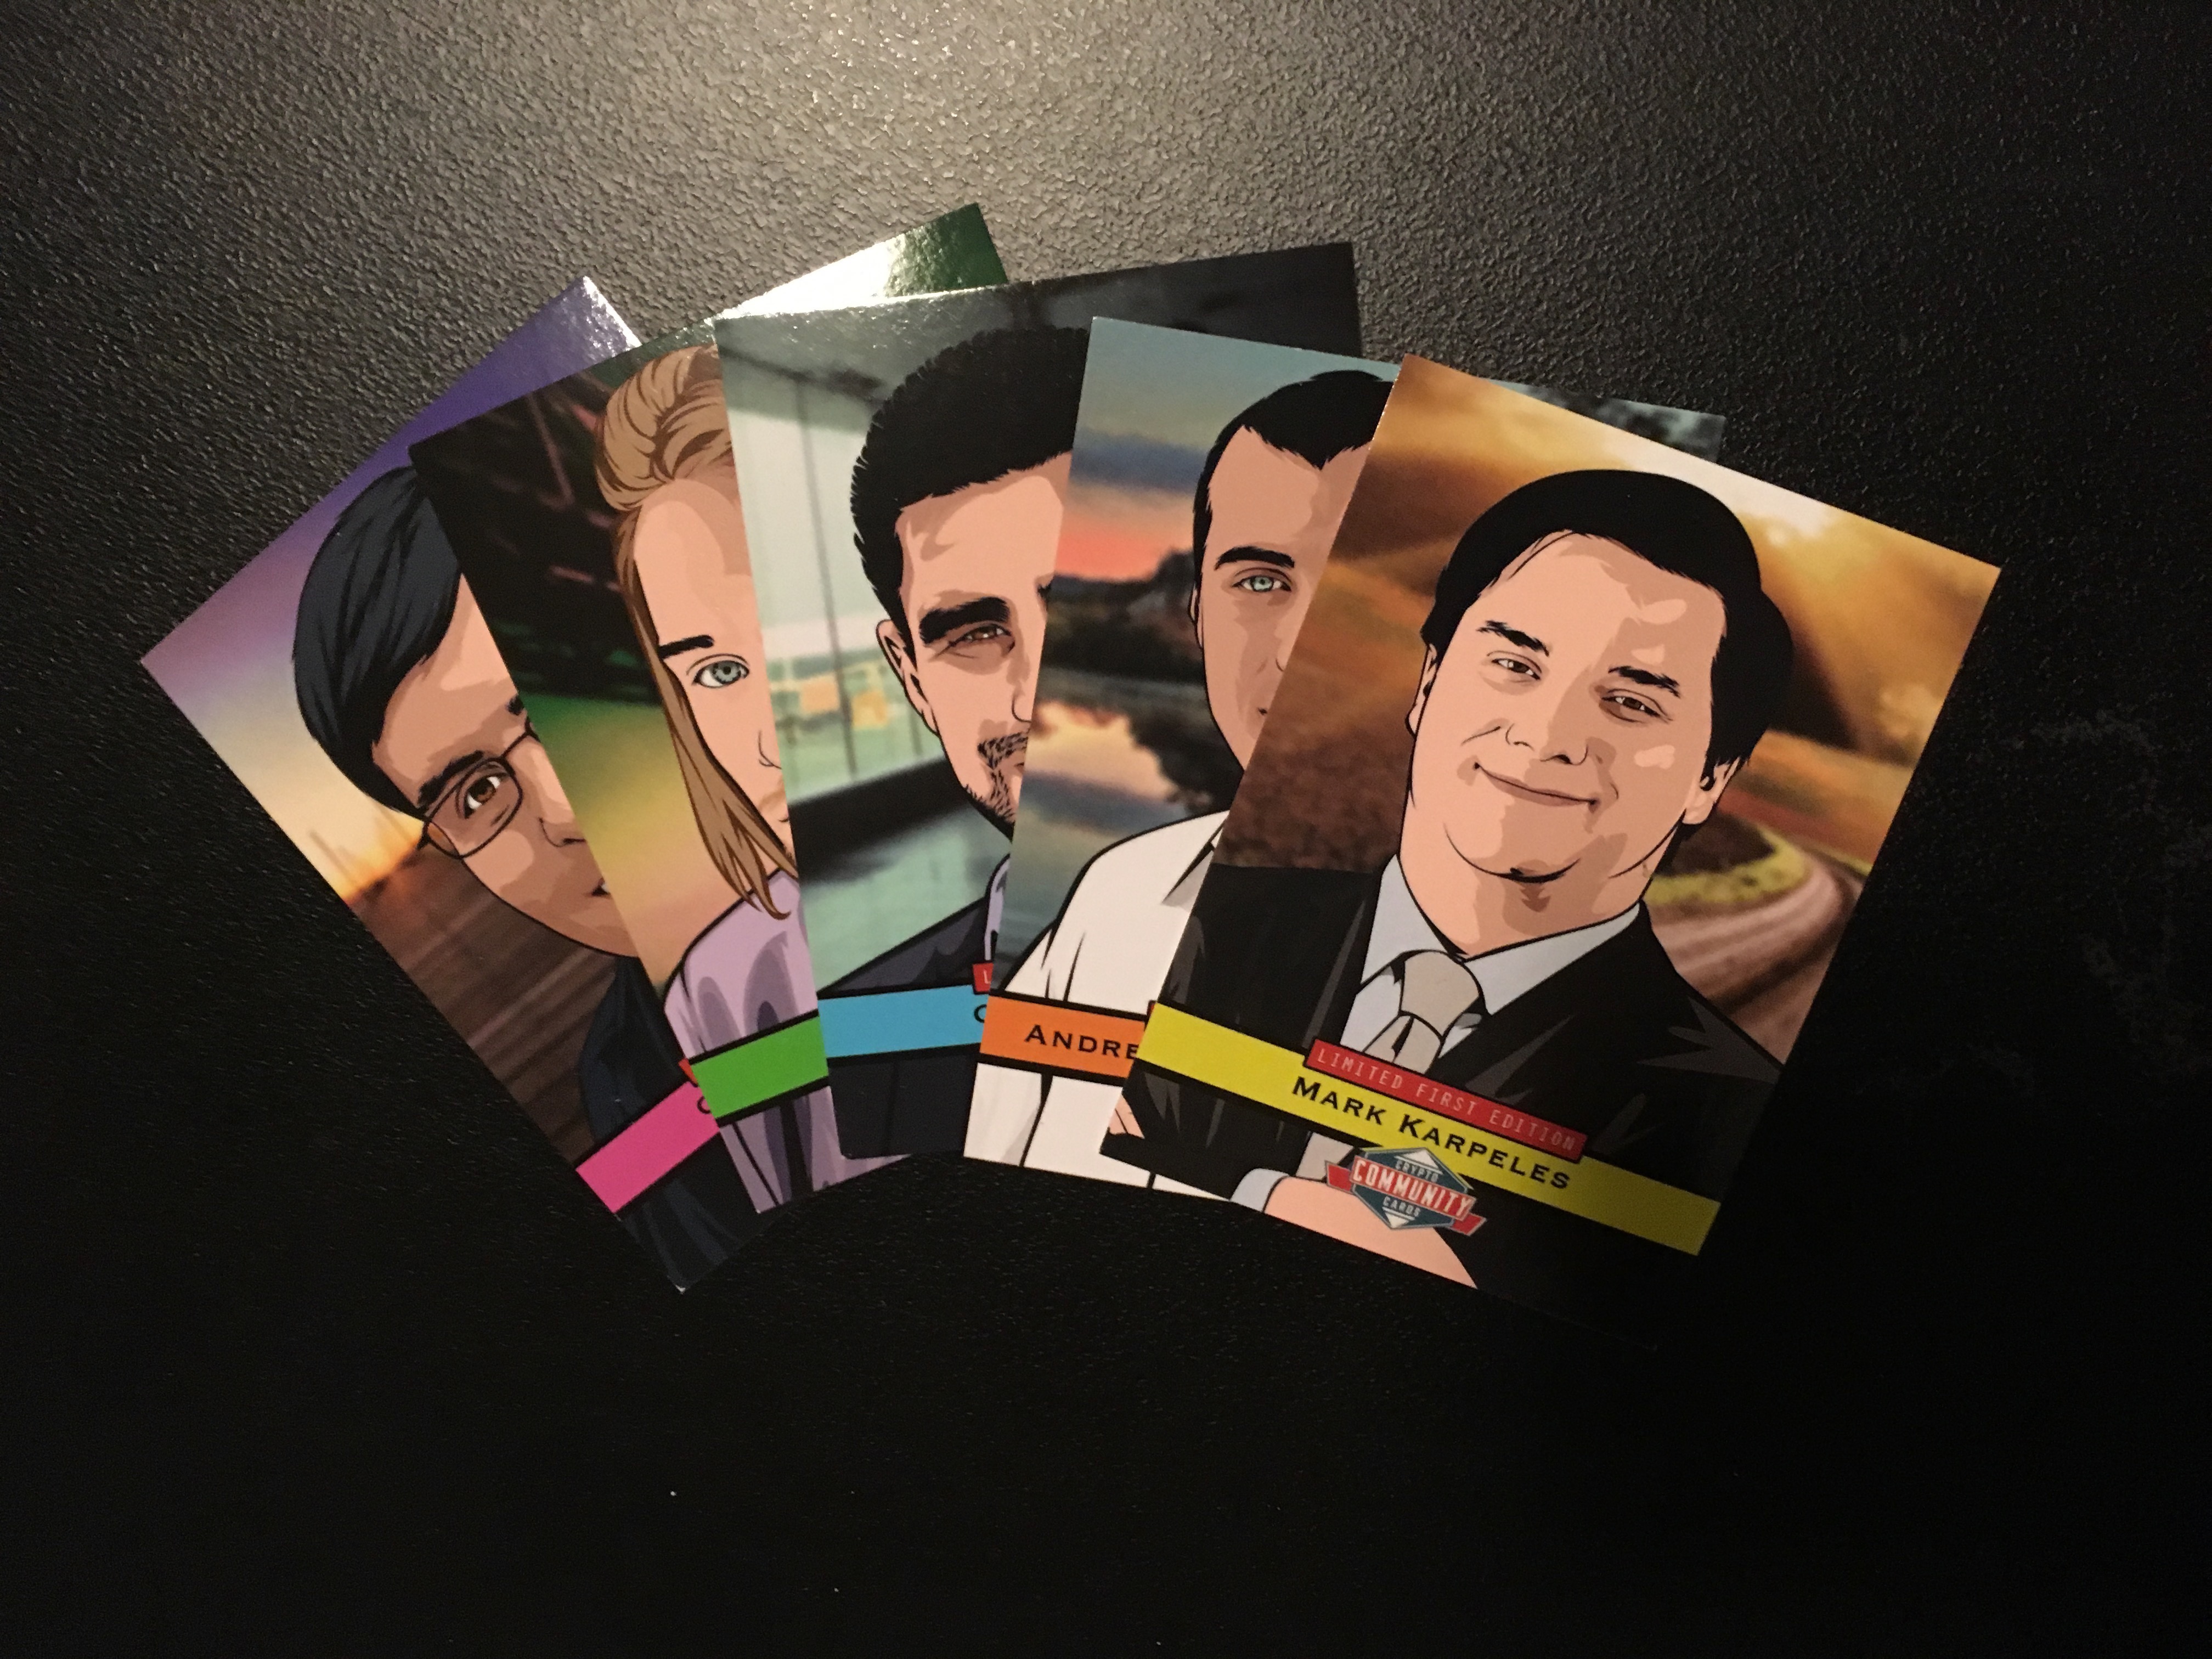 ANDRE
LIMITED FIRST EDITION
MARK KARPELES
CRYPTO
COMMUNITY
CARDS